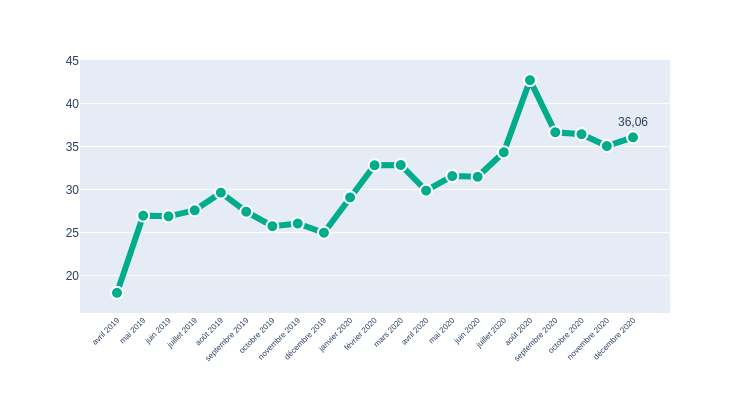 45
40
35
30
25
20
36,06
avril 2019
mai 2019
juin 2019
juillet 2019
août 2019
septembre 2019
octobre 2019
novembre 2019
décembre 2019
janvier 2020
février 2020
mars 2020
avril 2020
mai 2020
juin 2020
juillet 2020
août 2020
septembre 2020
octobre 2020
novembre 2020
décembre 2020